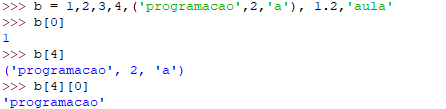 >>> b = 1,2,3,4,('programacao',2,'a'), 1.2,'aula'
>>> b[0]
1
>>> b[4]
('programacao', 2, 'a')
>>> b[4][0]
'programacao'